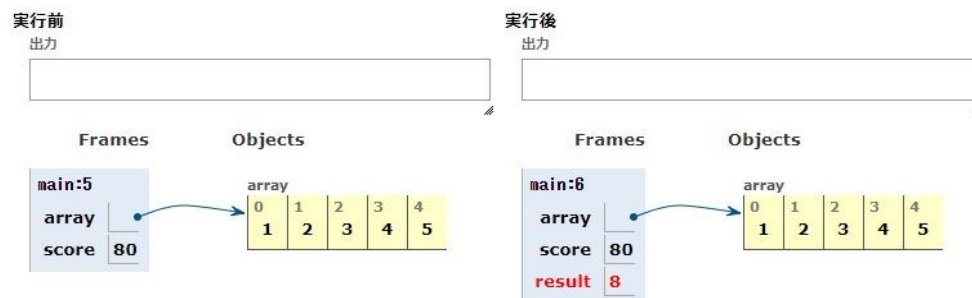 実行前
出力
Frames Objects
main:5
array
score 80
array
0 1 2 3 4
1 2 3 4 5
実行後
出力
Frames Objects
main:6
array
score 80
result 8
array
0 1 2 3 4
1 2 3 4 5